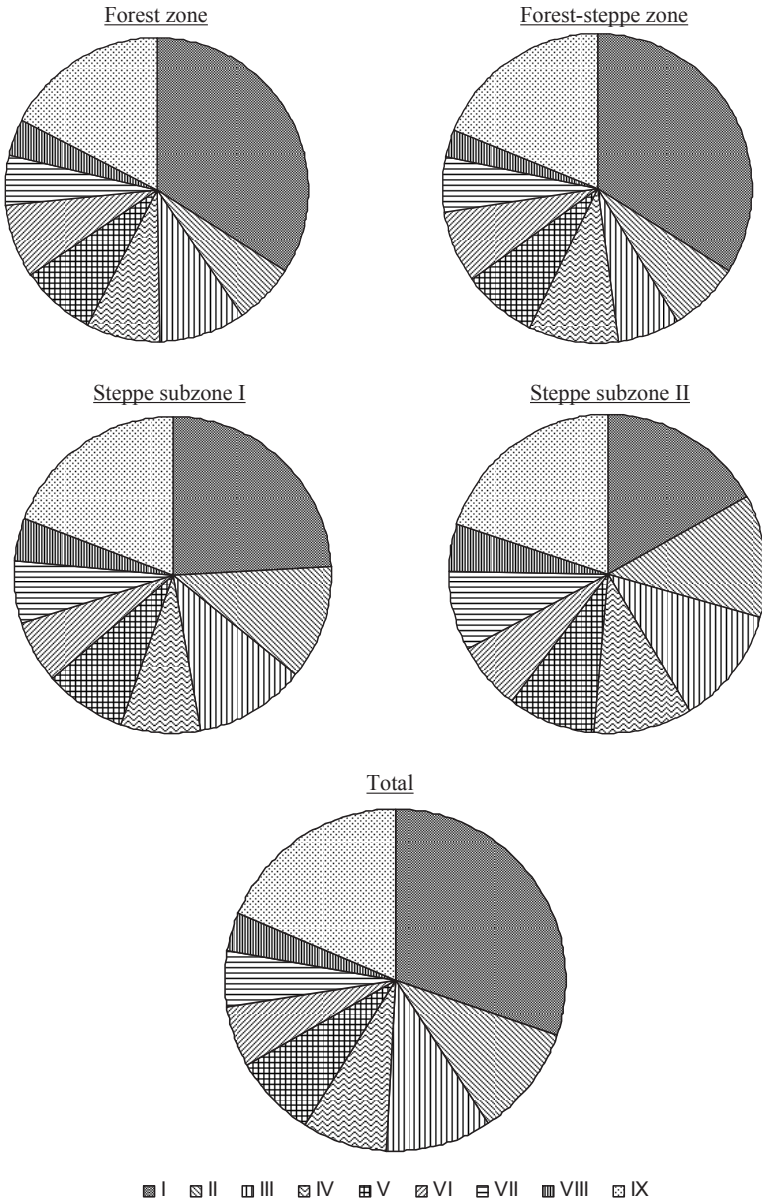 Forest zone
Forest-steppe zone
Steppe subzone I
Steppe subzone II
Total
I II III IV V VI VII VIII IX